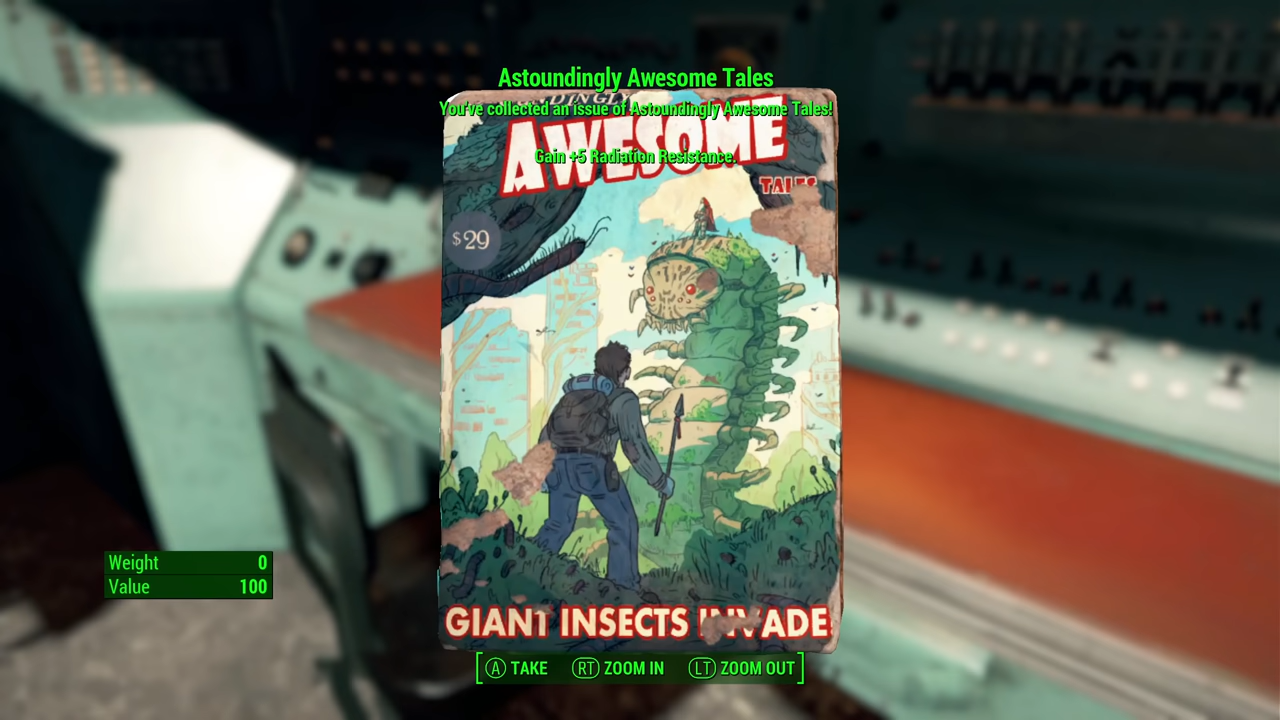 Astoundingly Awesome Tales
You've collected an issue of Astoundingly Awesome Tales!
AWESOME
Gain +5 Radiation Resistance.
TALES
$29
Weight 0
Value 100
GIANT INSECTS INVADE
A TAKE RT ZOOM IN LT ZOOM OUT